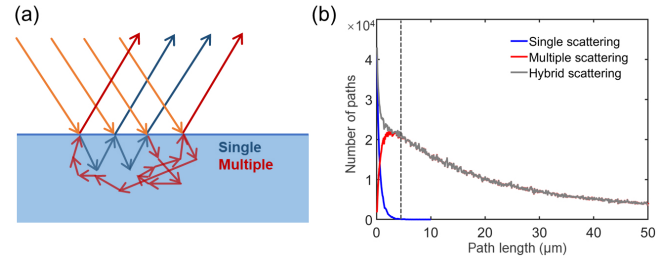 (a)
Single
Multiple
(b)
×10⁴
Number of paths
4
3
2
1
0
Single scattering
Multiple scattering
Hybrid scattering
0 10 20 30 40 50
Path length (μm)